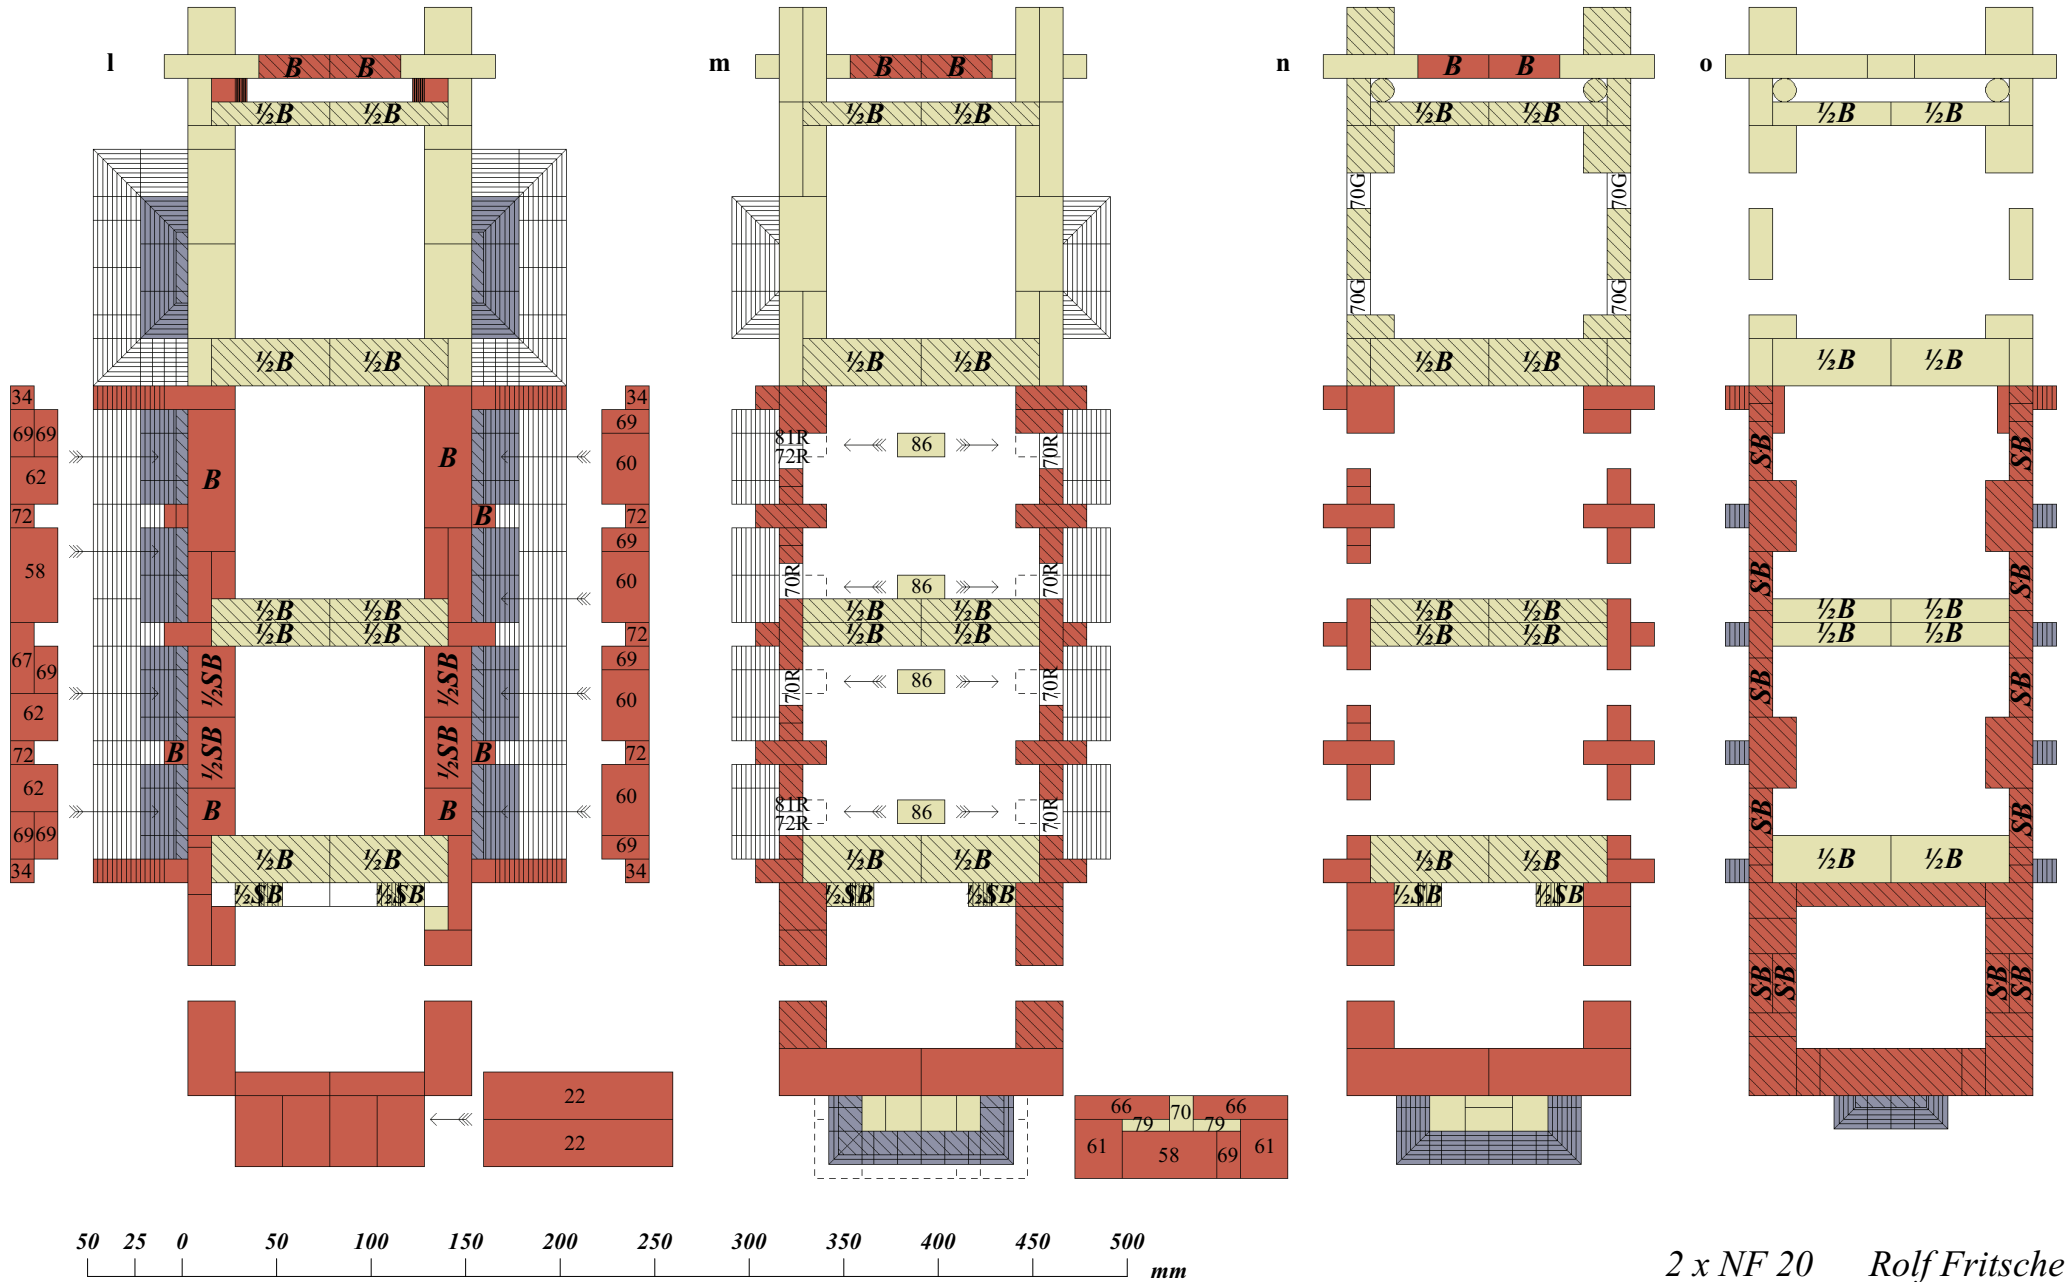 l B B m B B n B B o
½B ½B ½B ½B ½B ½B ½B ½B
70G 70G
70G 70G
½B ½B ½B ½B ½B ½B ½B ½B
34 34
69 69 69
81R 86 70R
72R
B B SB SB
62 60
72 B 72
69
58 60 70R 86 70R SB SB
½B ½B ½B ½B ½B ½B ½B ½B
½B ½B 72 ½B ½B ½B ½B ½B ½B
67 69 ½SB ½SB 69
70R 86 70R SB SB
62 60
72 B ½SB ½SB B 72
62 60
81R 86 70R SB SB
72R
B B
69 69 69
½B ½B ½B ½B ½B ½B ½B ½B
34 34
½SB ½SB ½SB ½SB ½SB ½SB
SB SB SB SB
22
66 70 66
79 79
22
61 58 69 61
50 25 0 50 100 150 200 250 300 350 400 450 500
mm
2 x NF 20 Rolf Fritsche